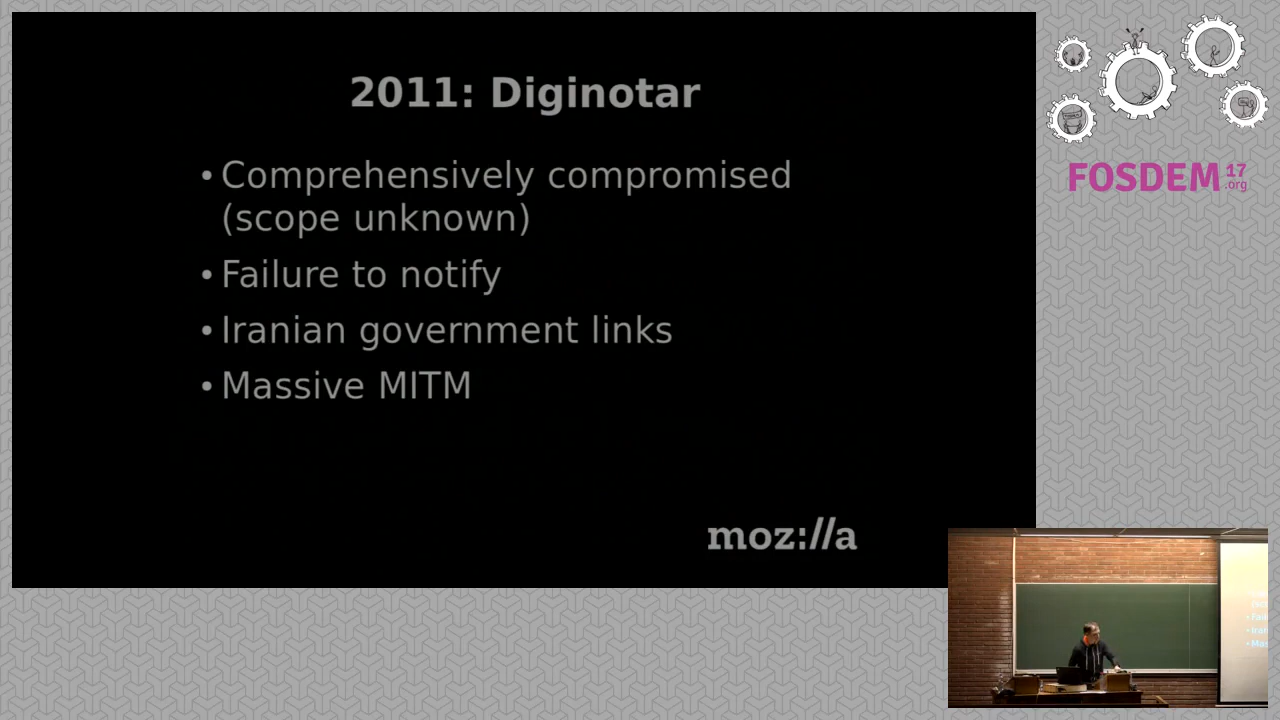 2011: Diginotar
• Comprehensively compromised
(scope unknown)
• Failure to notify
• Iranian government links
• Massive MITM
moz://a
FOSDEM 17
.org